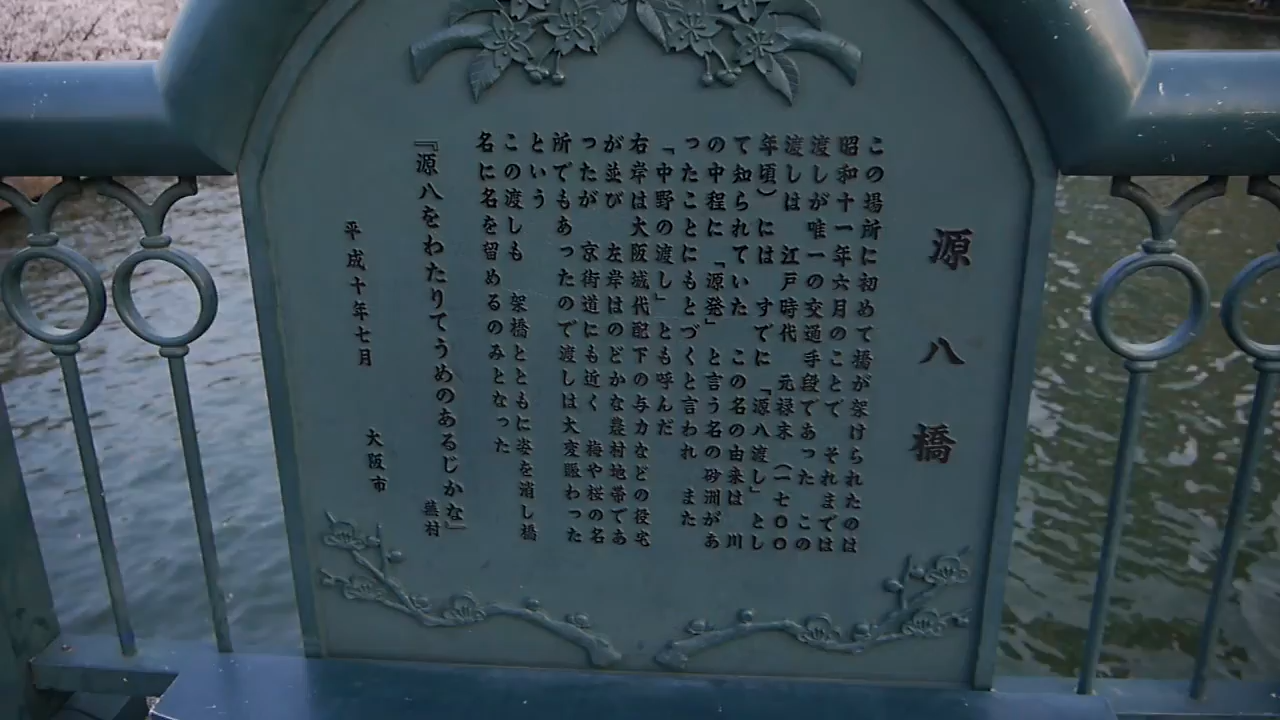 源八橋
この場所に初めて橋が架けられたのは
昭和十一年六月のことで それまでは
渡しが唯一の交通手段であった この
渡しは 江戸時代 元禄末 (一七〇〇
年頃) には すでに 「源八渡し」 とし
て知られていた この名の由来は 川
の中程に 「源発」 と言う名の砂洲があ
ったことにもとづくと言われ また
「中野の渡し」 とも呼んだ
右岸は大阪城代配下の与力などの役宅
が並び 左岸はのどかな農村地帯であ
ったが 京街道にも近く 梅や桜の名
所でもあったので渡しは大変賑わった
という
この渡しも 架橋とともに姿を消し橋
名に名を留めるのみとなった
『源八をわたりてうめのあるじかな』
蕪村
平成十年七月 大阪市